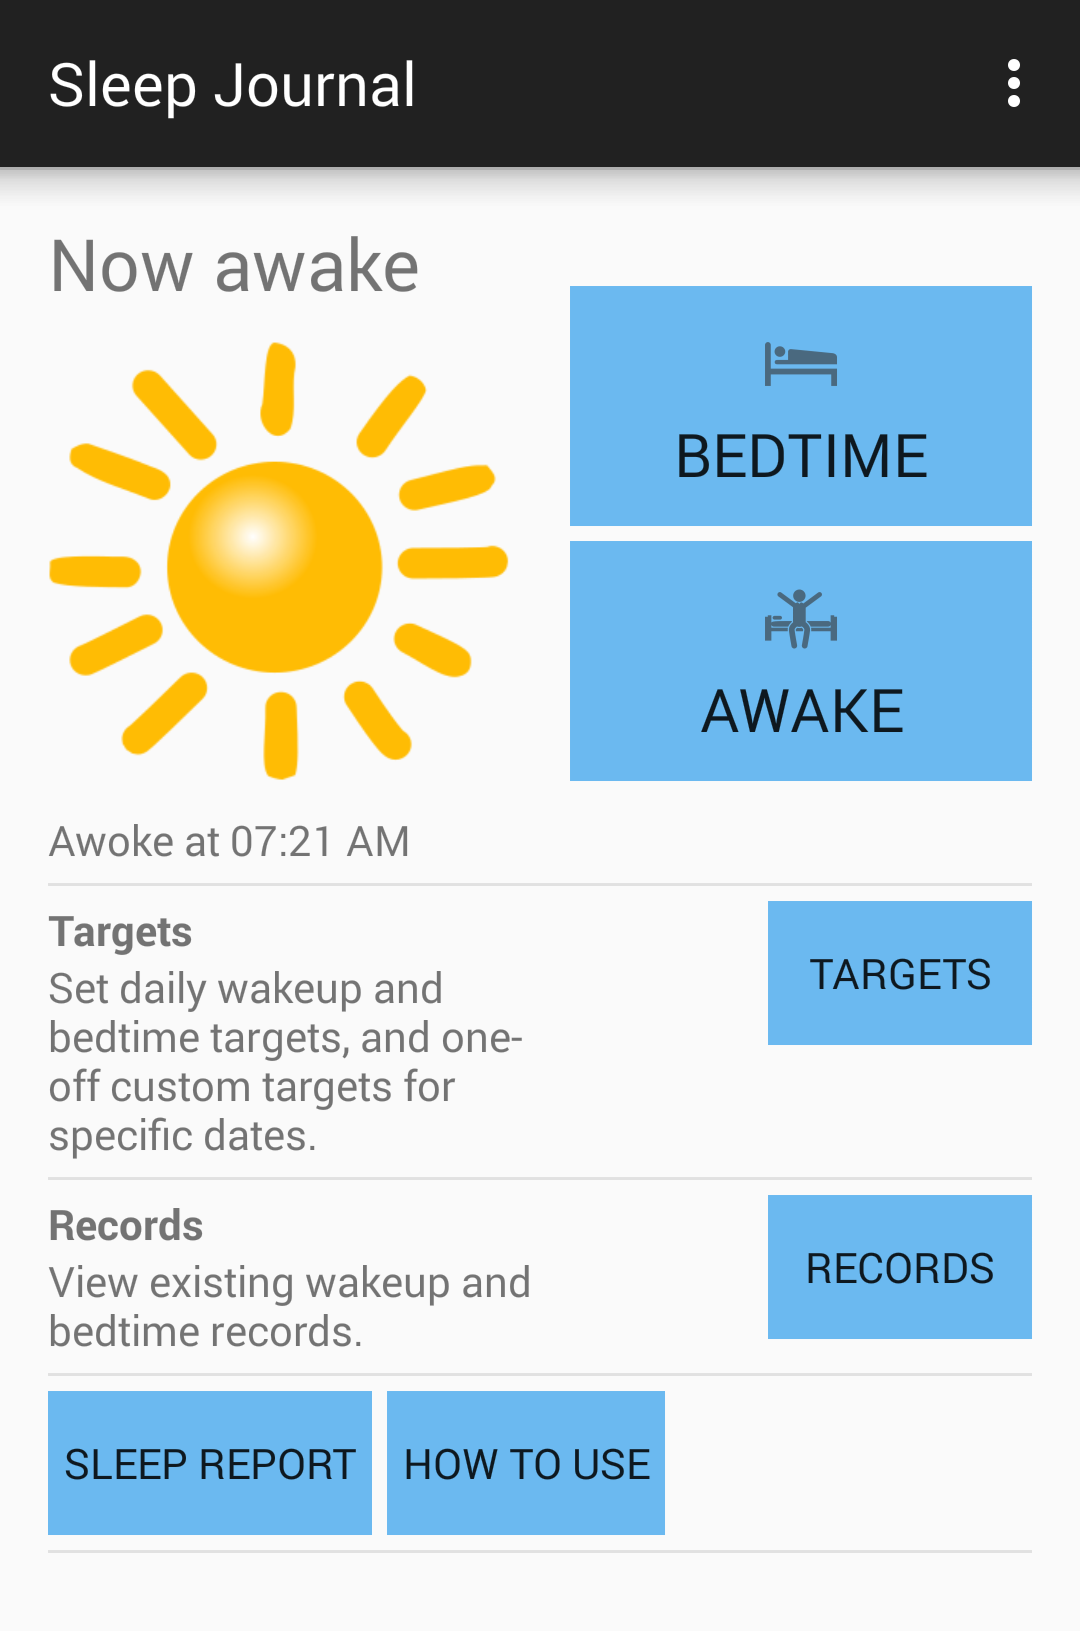 Sleep Journal
Now awake
BEDTIME
AWAKE
Awoke at 07:21 AM
Targets
Set daily wakeup and
bedtime targets, and one-
off custom targets for
specific dates.
TARGETS
Records
View existing wakeup and
bedtime records.
RECORDS
SLEEP REPORT
HOW TO USE